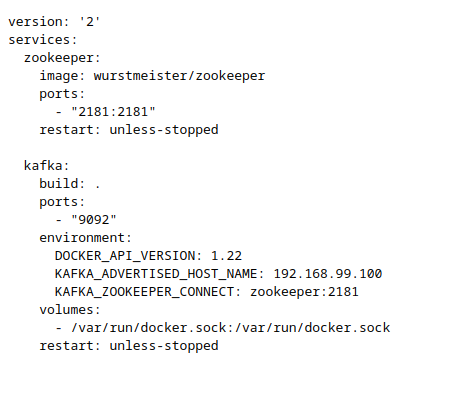 version: '2'
services:
  zookeeper:
    image: wurstmeister/zookeeper
    ports:
      - "2181:2181"
    restart: unless-stopped

  kafka:
    build: .
    ports:
      - "9092"
    environment:
      DOCKER_API_VERSION: 1.22
      KAFKA_ADVERTISED_HOST_NAME: 192.168.99.100
      KAFKA_ZOOKEEPER_CONNECT: zookeeper:2181
    volumes:
      - /var/run/docker.sock:/var/run/docker.sock
    restart: unless-stopped